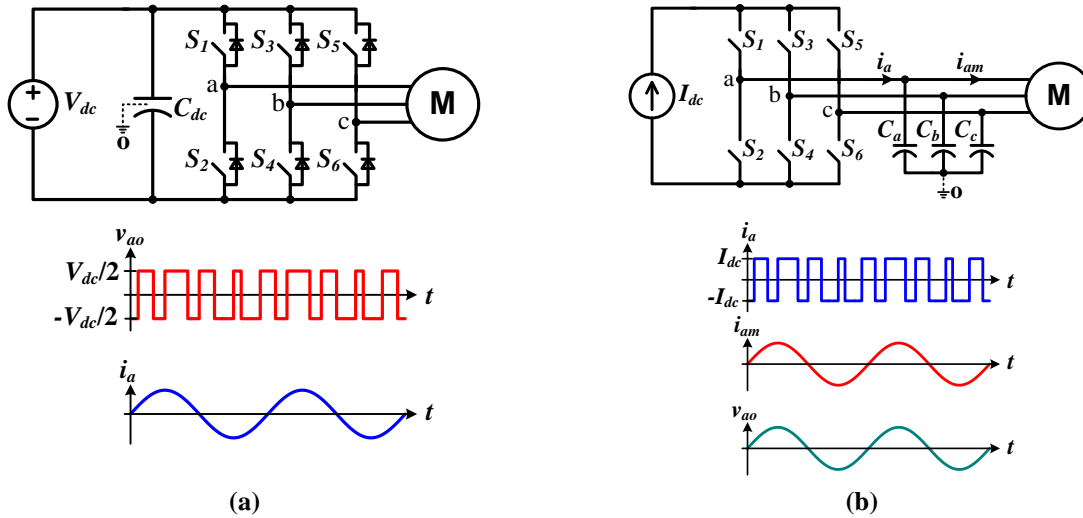 S1 S3 S5
a
Vdc Cdc b M
o c
S2 S4 S6
vao
Vdc/2
t
-Vdc/2
ia
t
(a)
S1 S3 S5
ia iam
a
Idc b M
c
Ca Cb Cc
S2 S4 S6
o
ia
Idc
t
-Idc
iam
t
vao
t
(b)